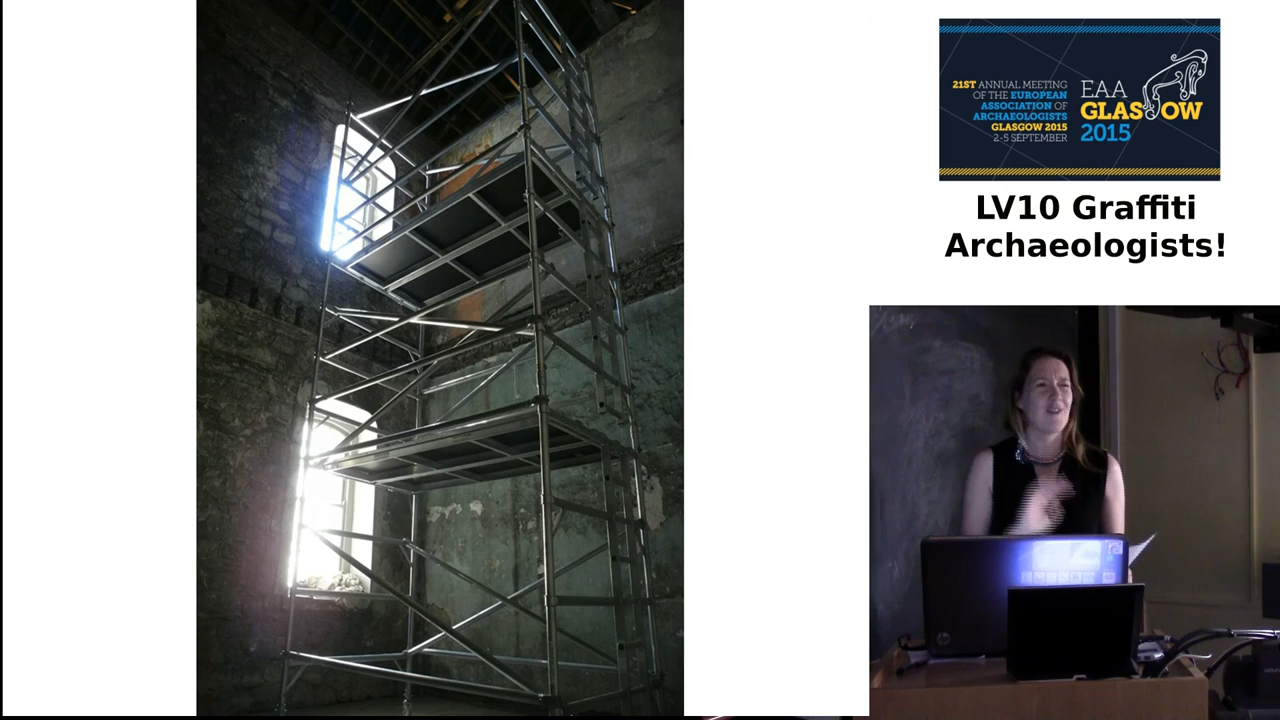 21ST ANNUAL MEETING
OF THE EUROPEAN
ASSOCIATION OF
ARCHAEOLOGISTS
GLASGOW 2015
2-5 SEPTEMBER
EAA
GLASGOW
2015
LV10 Graffiti
Archaeologists!
hp